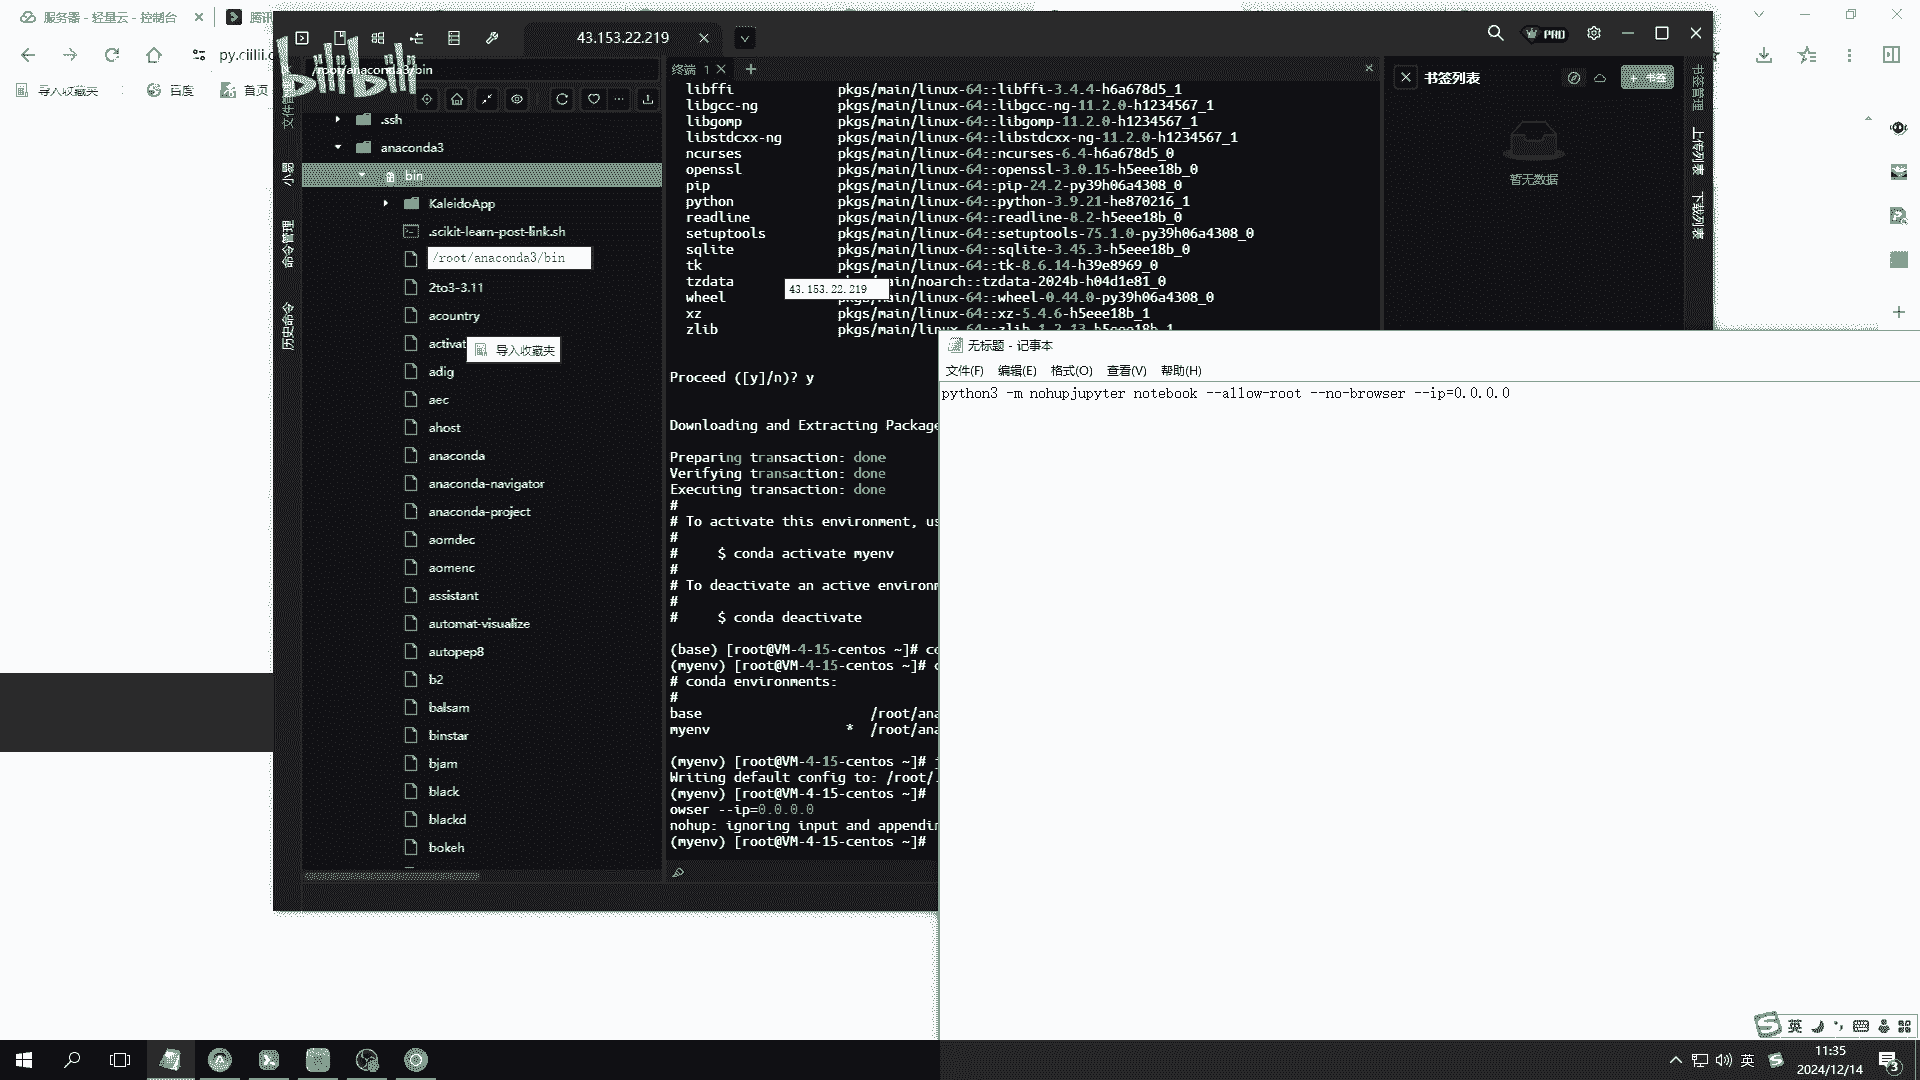 服务器 - 轻量云 - 控制台
腾讯
py.ciillii.c
导入收藏夹
百度
首页
bilibili
43.153.22.219
PRO
/root/anaconda3/bin
文件管
小易
命令管理
历史命令
.ssh
anaconda3
bin
KaleidoApp
.scikit-learn-post-link.sh
/root/anaconda3/bin
2to3-3.11
acountry
activat
导入收藏夹
adig
aec
ahost
anaconda
anaconda-navigator
anaconda-project
aomdec
aomenc
assistant
automat-visualize
autopep8
b2
balsam
binstar
bjam
black
blackd
bokeh
终端 1
libffi pkgs/main/linux-64::libffi-3.4.4-h6a678d5_1
libgcc-ng pkgs/main/linux-64::libgcc-ng-11.2.0-h1234567_1
libgomp pkgs/main/linux-64::libgomp-11.2.0-h1234567_1
libstdcxx-ng pkgs/main/linux-64::libstdcxx-ng-11.2.0-h1234567_1
ncurses pkgs/main/linux-64::ncurses-6.4-h6a678d5_0
openssl pkgs/main/linux-64::openssl-3.0.15-h5eee18b_0
pip pkgs/main/linux-64::pip-24.2-py39h06a4308_0
python pkgs/main/linux-64::python-3.9.21-he870216_1
readline pkgs/main/linux-64::readline-8.2-h5eee18b_0
setuptools pkgs/main/linux-64::setuptools-75.1.0-py39h06a4308_0
sqlite pkgs/main/linux-64::sqlite-3.45.3-h5eee18b_0
tk pkgs/main/linux-64::tk-8.6.14-h39e8969_0
tzdata pkgs/main/noarch::tzdata-2024b-h04d1e81_0
43.153.22.219
wheel pkgs/main/linux-64::wheel-0.44.0-py39h06a4308_0
xz pkgs/main/linux-64::xz-5.4.6-h5eee18b_1
zlib pkgs/main/linux-64::zlib-1.2.13-h5eee18b_1
Proceed ([y]/n)? y
Downloading and Extracting Package
Preparing transaction: done
Verifying transaction: done
Executing transaction: done
#
# To activate this environment, us
#
# $ conda activate myenv
#
# To deactivate an active environm
#
# $ conda deactivate
(base) [root@VM-4-15-centos ~]# co
(myenv) [root@VM-4-15-centos ~]# c
# conda environments:
#
base /root/ana
myenv * /root/ana
(myenv) [root@VM-4-15-centos ~]# j
Writing default config to: /root/.
(myenv) [root@VM-4-15-centos ~]#
owser --ip=0.0.0.0
nohup: ignoring input and appendin
(myenv) [root@VM-4-15-centos ~]#
书签列表
+ 书签
暂无数据
书签管理
上传列表
下载列表
无标题 - 记事本
文件(F) 编辑(E) 格式(O) 查看(V) 帮助(H)
python3 -m nohupjupyter notebook --allow-root --no-browser --ip=0.0.0.0
英
英
11:35
2024/12/14
3